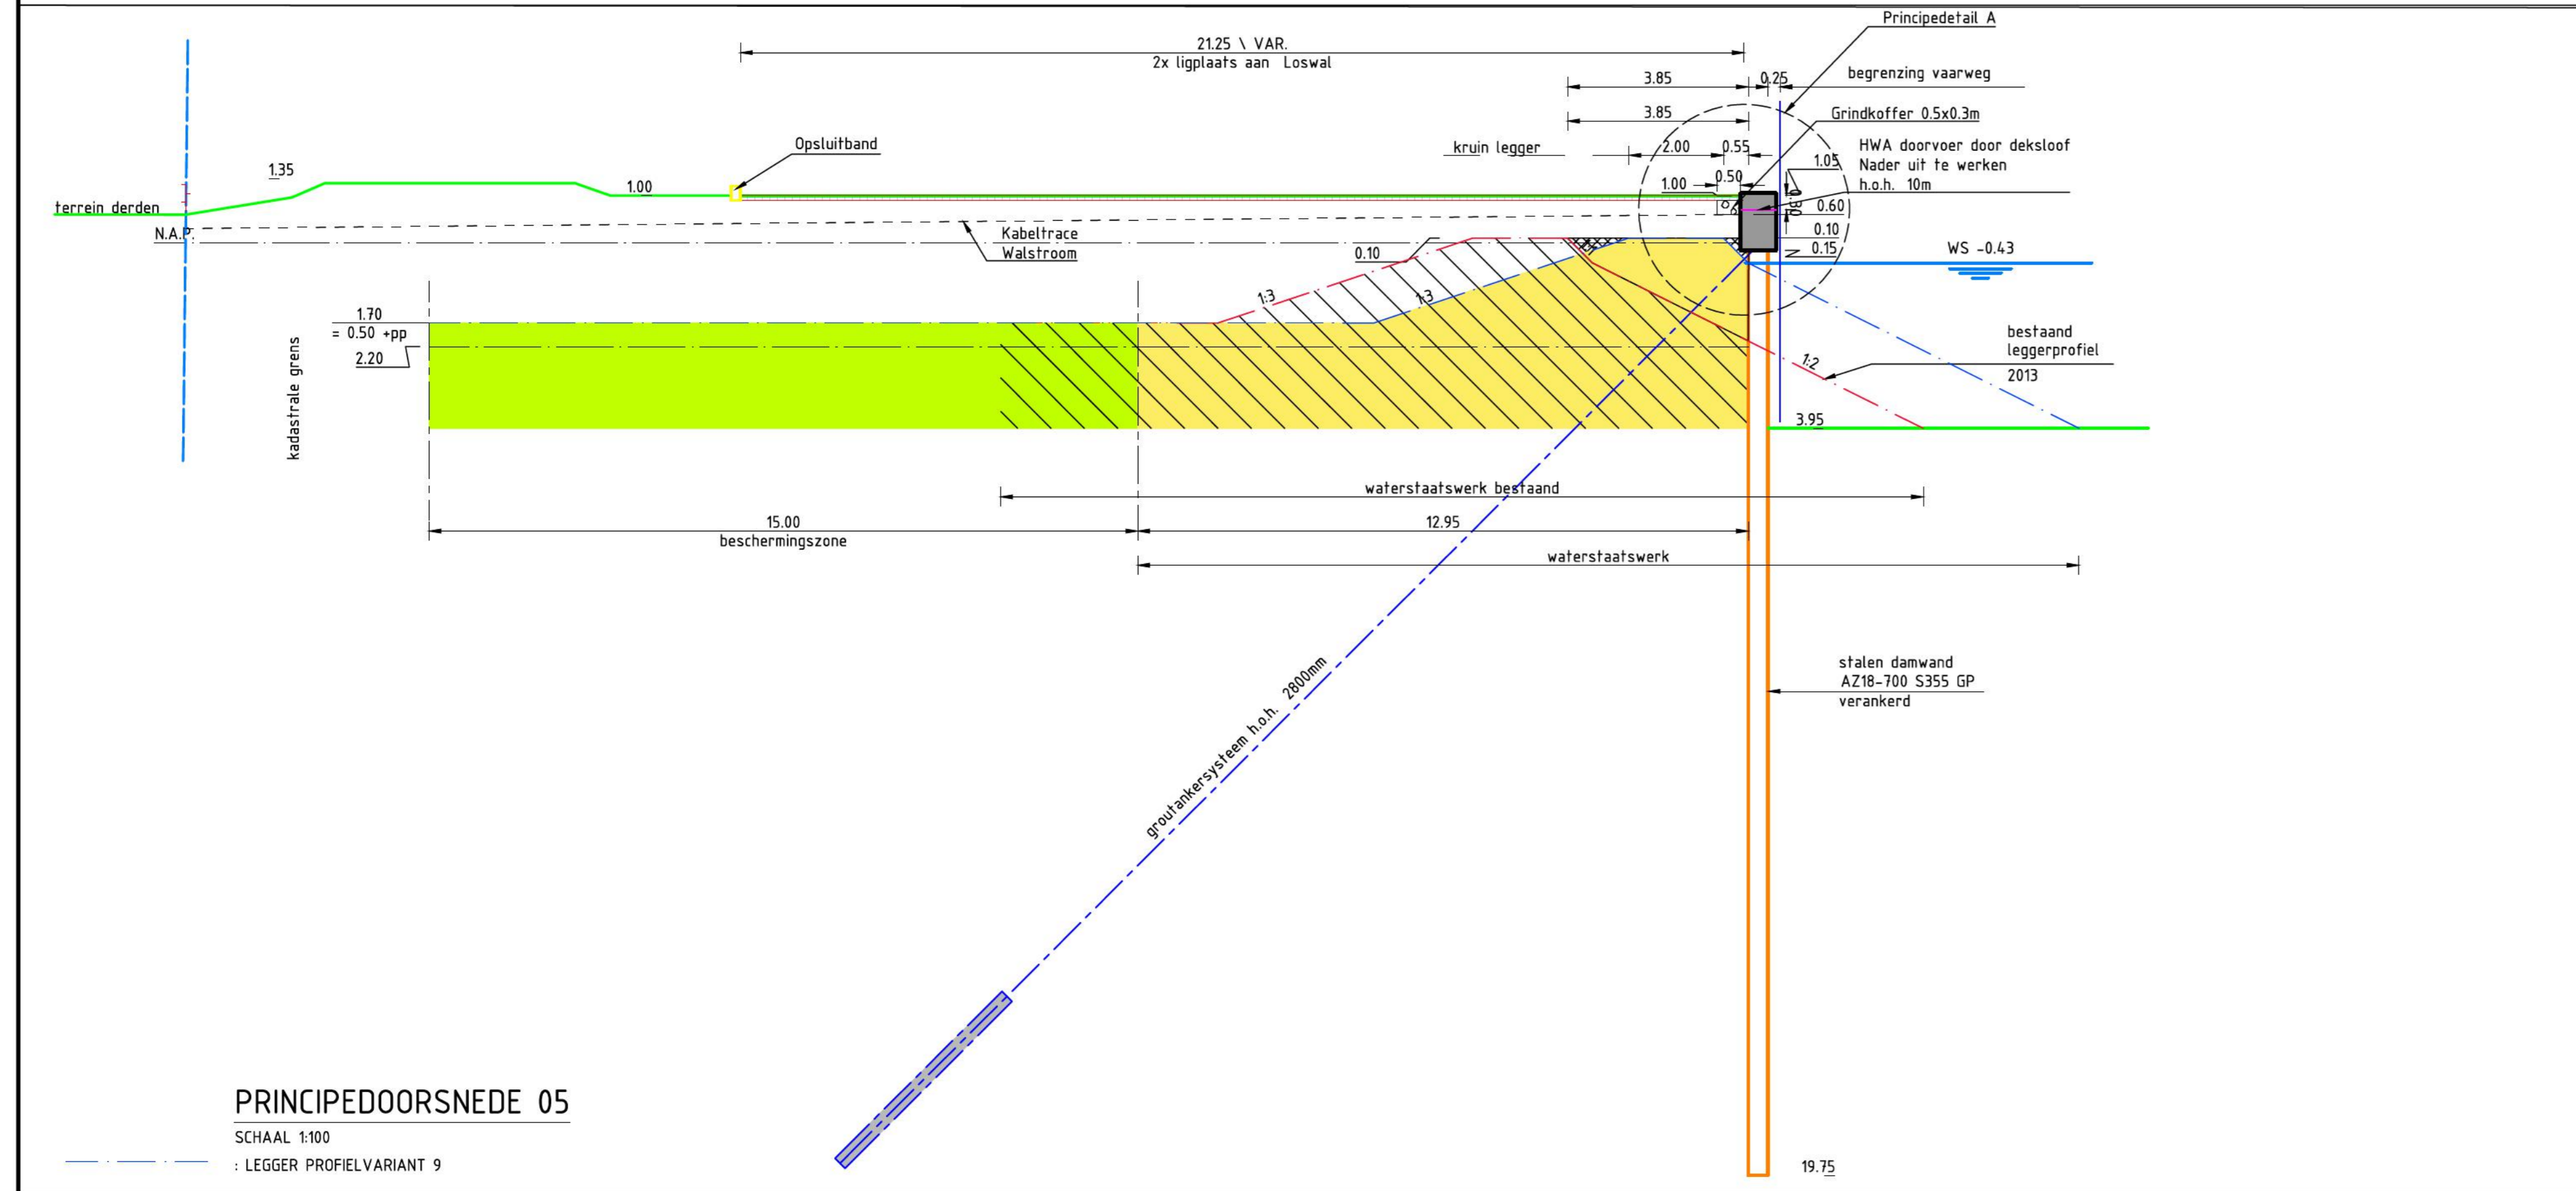 Principedetail A
21.25 \ VAR.
2x ligplaats aan Loswal
3.85
0.25
begrenzing vaarweg
3.85
Grindkoffer 0.5x0.3m
Opsluitband
kruin legger
2.00
0.55
HWA doorvoer door deksloof
Nader uit te werken
h.o.h. 10m
1.05
1.35
1.00
1.00
0.50
0.30
0.60
terrein derden
N.A.P.
Kabeltrace
Walstroom
0.10
0.10
0.15
WS -0.43
1:3
1:3
1.70
= 0.50 +pp
2.20
kadastrale grens
bestaand
leggerprofiel
2013
1:2
3.95
waterstaatswerk bestaand
15.00
beschermingszone
12.95
waterstaatswerk
groutankersysteem h.o.h. 2800mm
stalen damwand
AZ18-700 S355 GP
verankerd
PRINCIPEDOORSNEDE 05
SCHAAL 1:100
: LEGGER PROFIELVARIANT 9
19.75